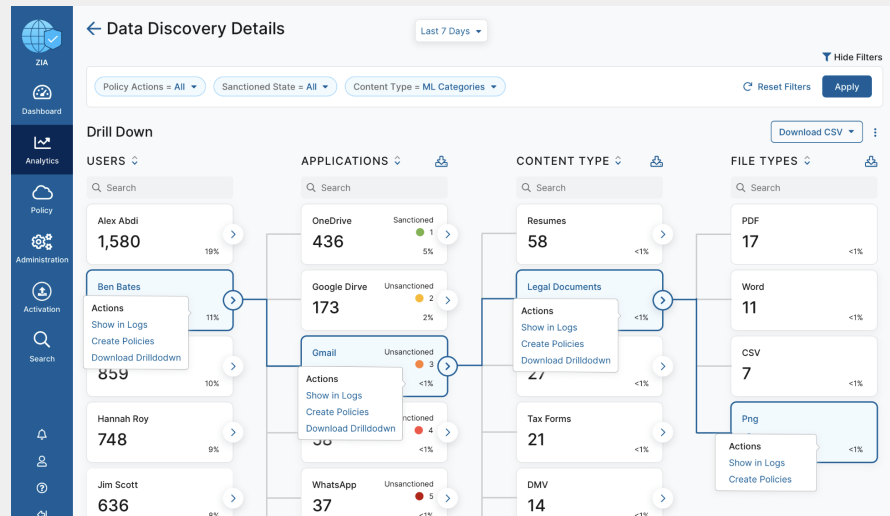 Data Discovery Details
Last 7 Days
ZIA
Hide Filters
Policy Actions = All
Sanctioned State = All
Content Type = ML Categories
Reset Filters
Apply
Dashboard
Analytics
Policy
Administration
Activation
Search
Drill Down
Download CSV
USERS
Search
Alex Abdi
1,580
19%
Ben Bates
11%
Actions
Show in Logs
Create Policies
Download Drilldodwn
859
10%
Hannah Roy
748
9%
Jim Scott
636
8%
APPLICATIONS
Search
OneDrive
Sanctioned
1
436
5%
Google Dirve
Unsanctioned
2
173
2%
Gmail
Unsanctioned
3
<1%
Actions
Show in Logs
Create Policies
Download Drilldodwn
nctioned
4
<1%
WhatsApp
Unsanctioned
5
37
<1%
CONTENT TYPE
Search
Resumes
58
<1%
Legal Documents
<1%
Actions
Show in Logs
Create Policies
Download Drilldodwn
27
<1%
Tax Forms
21
<1%
DMV
14
<1%
FILE TYPES
Search
PDF
17
<1%
Word
11
<1%
CSV
7
<1%
Png
<1%
Actions
Show in Logs
Create Policies